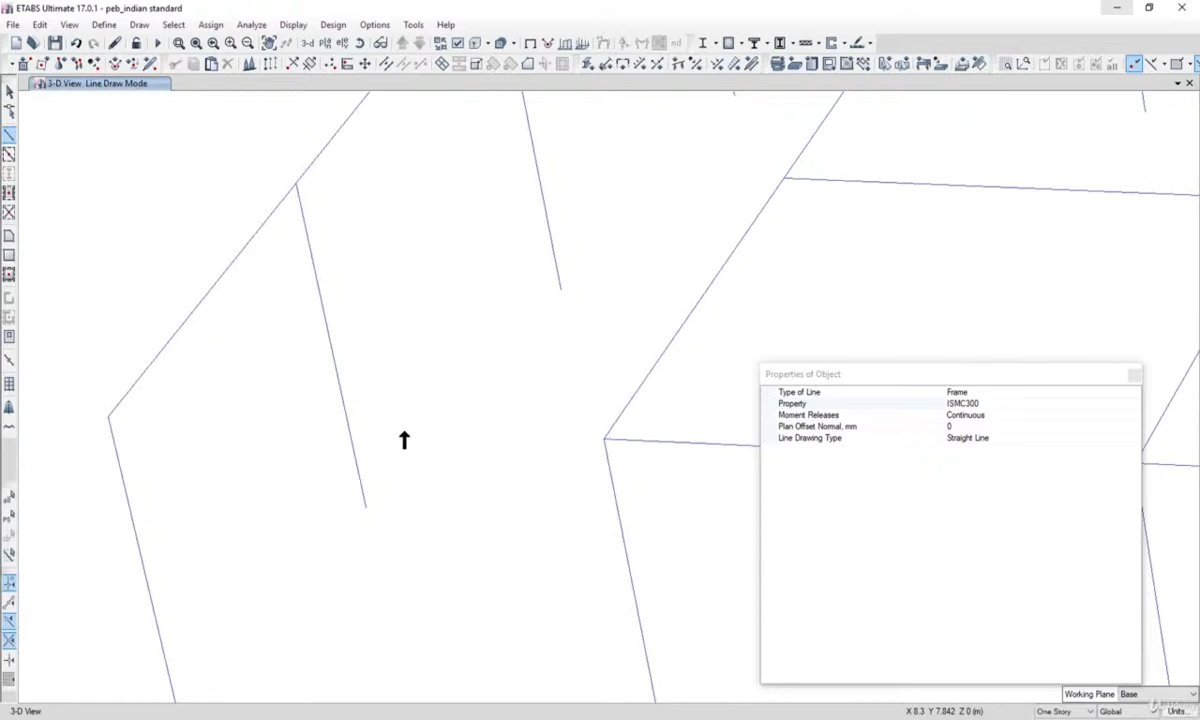 ETABS Ultimate 17.0.1 - peb_indian standard
File Edit View Define Draw Select Assign Analyze Display Design Options Tools Help
3-d
nd
all
3-D View Line Draw Mode
Properties of Object
Type of Line Frame
Property ISMC300
Moment Releases Continuous
Plan Offset Normal, mm 0
Line Drawing Type Straight Line
Working Plane Base
3-D View X 8.3 Y 7.842 Z 0 (m) One Story Global Units...